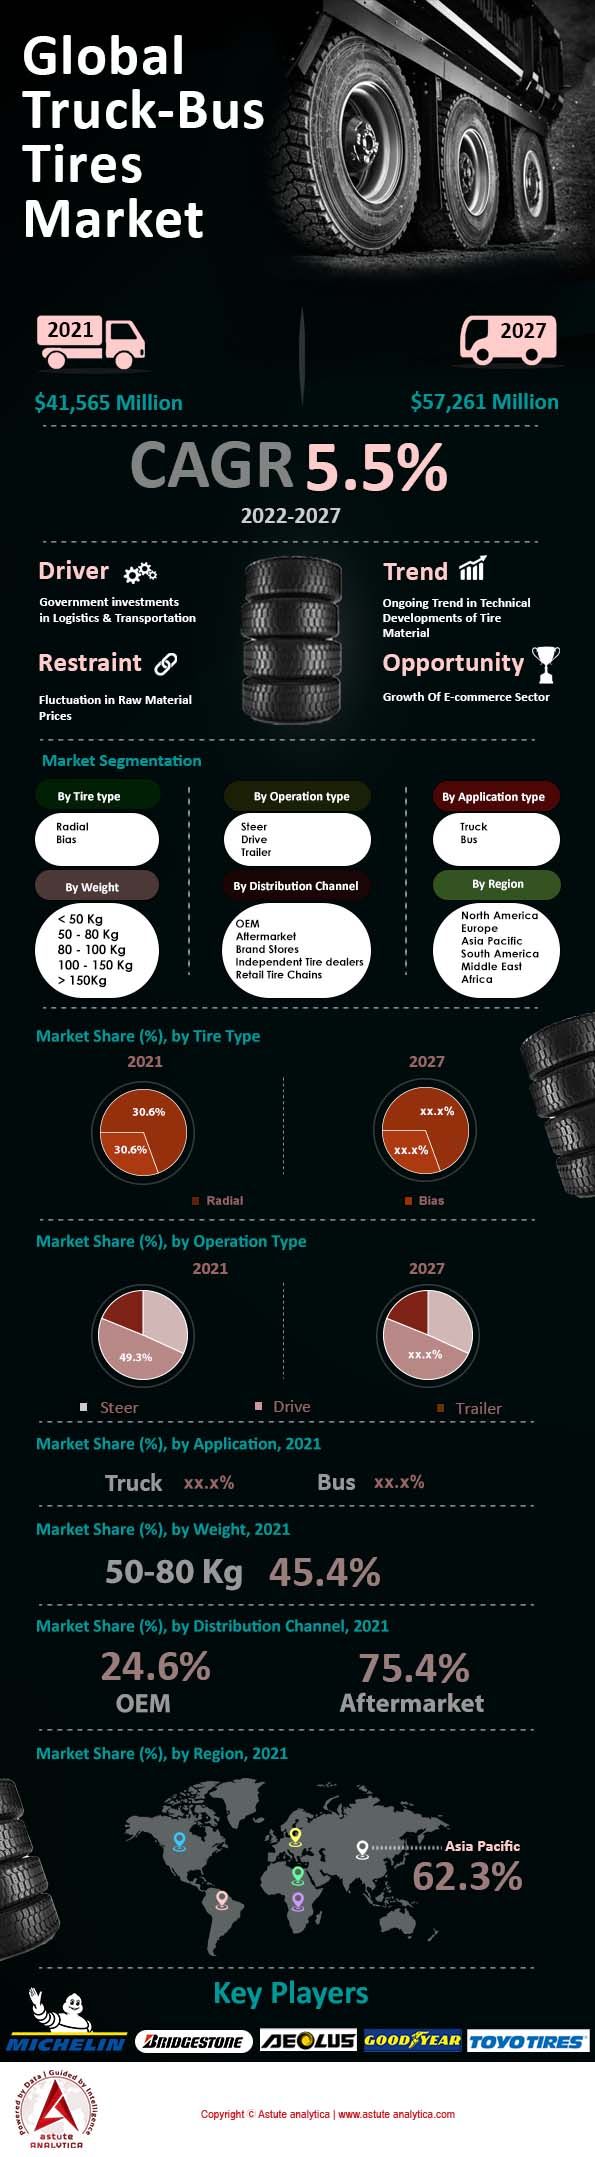 Global
Truck-Bus
Tires
Market
2021
2027
$41,565 Million
$57,261 Million
CAGR 5.5%
2022-2027
Driver
Government investments
in Logistics & Transportation
Trend
Ongoing Trend in Technical
Developments of Tire
Material
Restraint
Fluctuation in Raw Material
Prices
Opportunity
Growth Of E-commerce Sector
Market Segmentation
By Tire type
Radial
Bias
By Operation type
Steer
Drive
Trailer
By Application type
Truck
Bus
By Weight
< 50 Kg
50 - 80 Kg
80 - 100 Kg
100 - 150 Kg
> 150Kg
By Distribution Channel
OEM
Aftermarket
Brand Stores
Independent Tire dealers
Retail Tire Chains
By Region
North America
Europe
Asia Pacific
South America
Middle East
Africa
Market Share (%), by Tire Type
2021
2027
30.6%
30.6%
xx.x%
xx.x%
Radial
Bias
Market Share (%), by Operation Type
2021
2027
49.3%
xx.x%
Steer
Drive
Trailer
Market Share (%), by Application, 2021
Truck xx.x%
Bus xx.x%
Market Share (%), by Weight, 2021
50-80 Kg 45.4%
Market Share (%), by Distribution Channel, 2021
24.6%
OEM
75.4%
Aftermarket
Market Share (%), by Region, 2021
Asia Pacific
62.3%
Key Players
MICHELIN
BRIDGESTONE
AEOLUS
GOODYEAR
TOYO TIRES
Powered by Data | Guided by Intelligence
astute
ANALYTICA
Copyright © Astute analytica | www.astute analytica.com